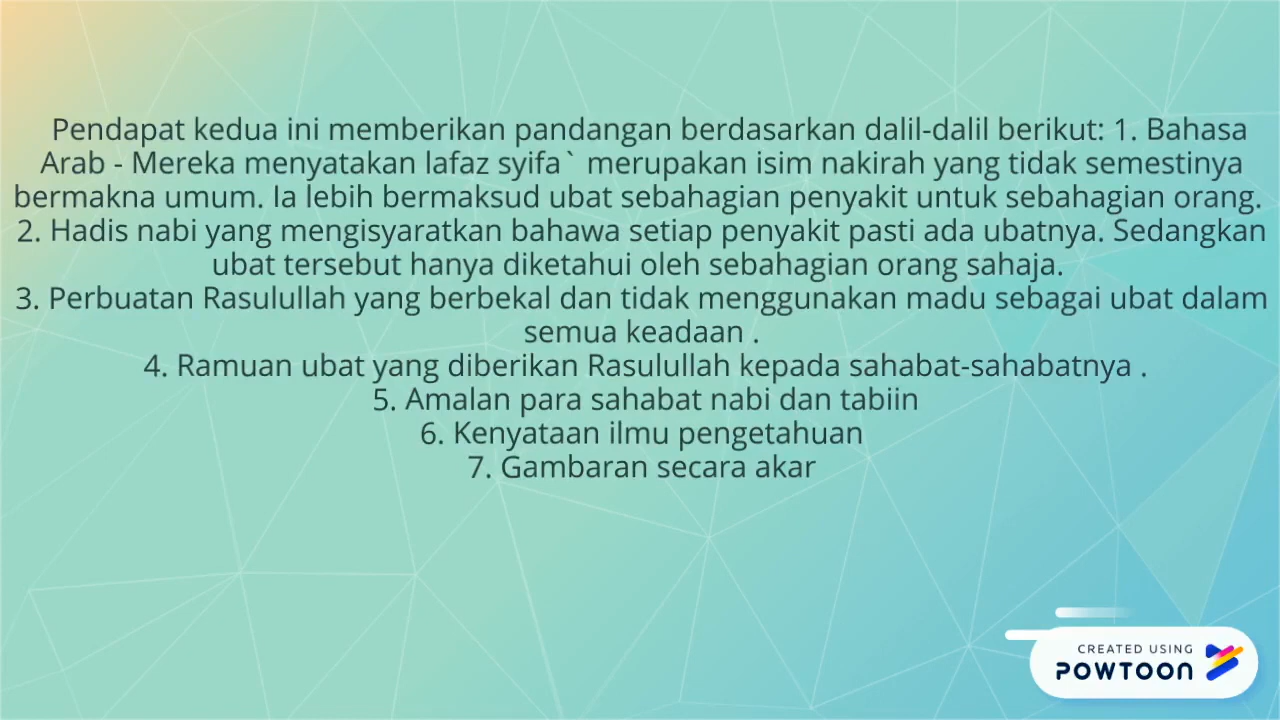 Pendapat kedua ini memberikan pandangan berdasarkan dalil-dalil berikut: 1. Bahasa
Arab - Mereka menyatakan lafaz syifa` merupakan isim nakirah yang tidak semestinya
bermakna umum. Ia lebih bermaksud ubat sebahagian penyakit untuk sebahagian orang.
2. Hadis nabi yang mengisyaratkan bahawa setiap penyakit pasti ada ubatnya. Sedangkan
ubat tersebut hanya diketahui oleh sebahagian orang sahaja.
3. Perbuatan Rasulullah yang berbekal dan tidak menggunakan madu sebagai ubat dalam
semua keadaan .
4. Ramuan ubat yang diberikan Rasulullah kepada sahabat-sahabatnya .
5. Amalan para sahabat nabi dan tabiin
6. Kenyataan ilmu pengetahuan
7. Gambaran secara akar
CREATED USING
POWTOON